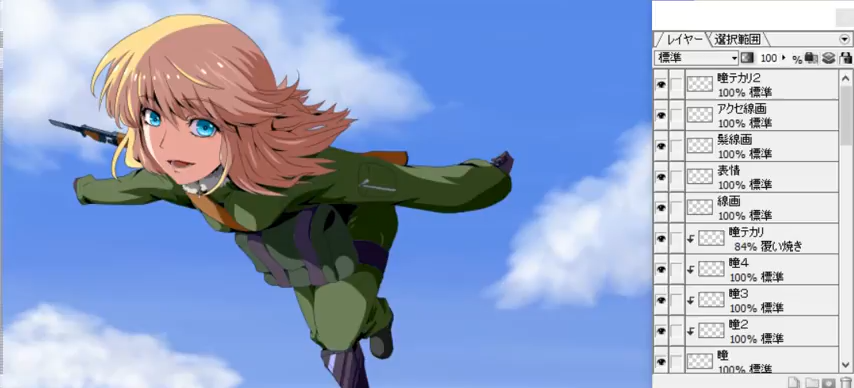 レイヤー 選択範囲
標準 100 %
瞳テカリ2
100% 標準
アクセ線画
100% 標準
髪線画
100% 標準
表情
100% 標準
線画
100% 標準
瞳テカリ
84% 覆い焼き
瞳4
100% 標準
瞳3
100% 標準
瞳2
100% 標準
瞳
100% 標準